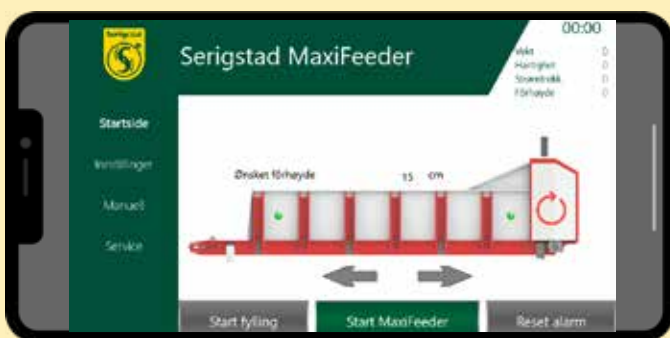 Serigstad
00:00
Serigstad MaxiFeeder
Vekt 0
Hastighet 0
Strømtrekk 0
Fôrhøyde 0
Startside
Innstillinger
Manuell
Service
Ønsket fôrhøyde 15 cm
Start fylling
Start MaxiFeeder
Reset alarm